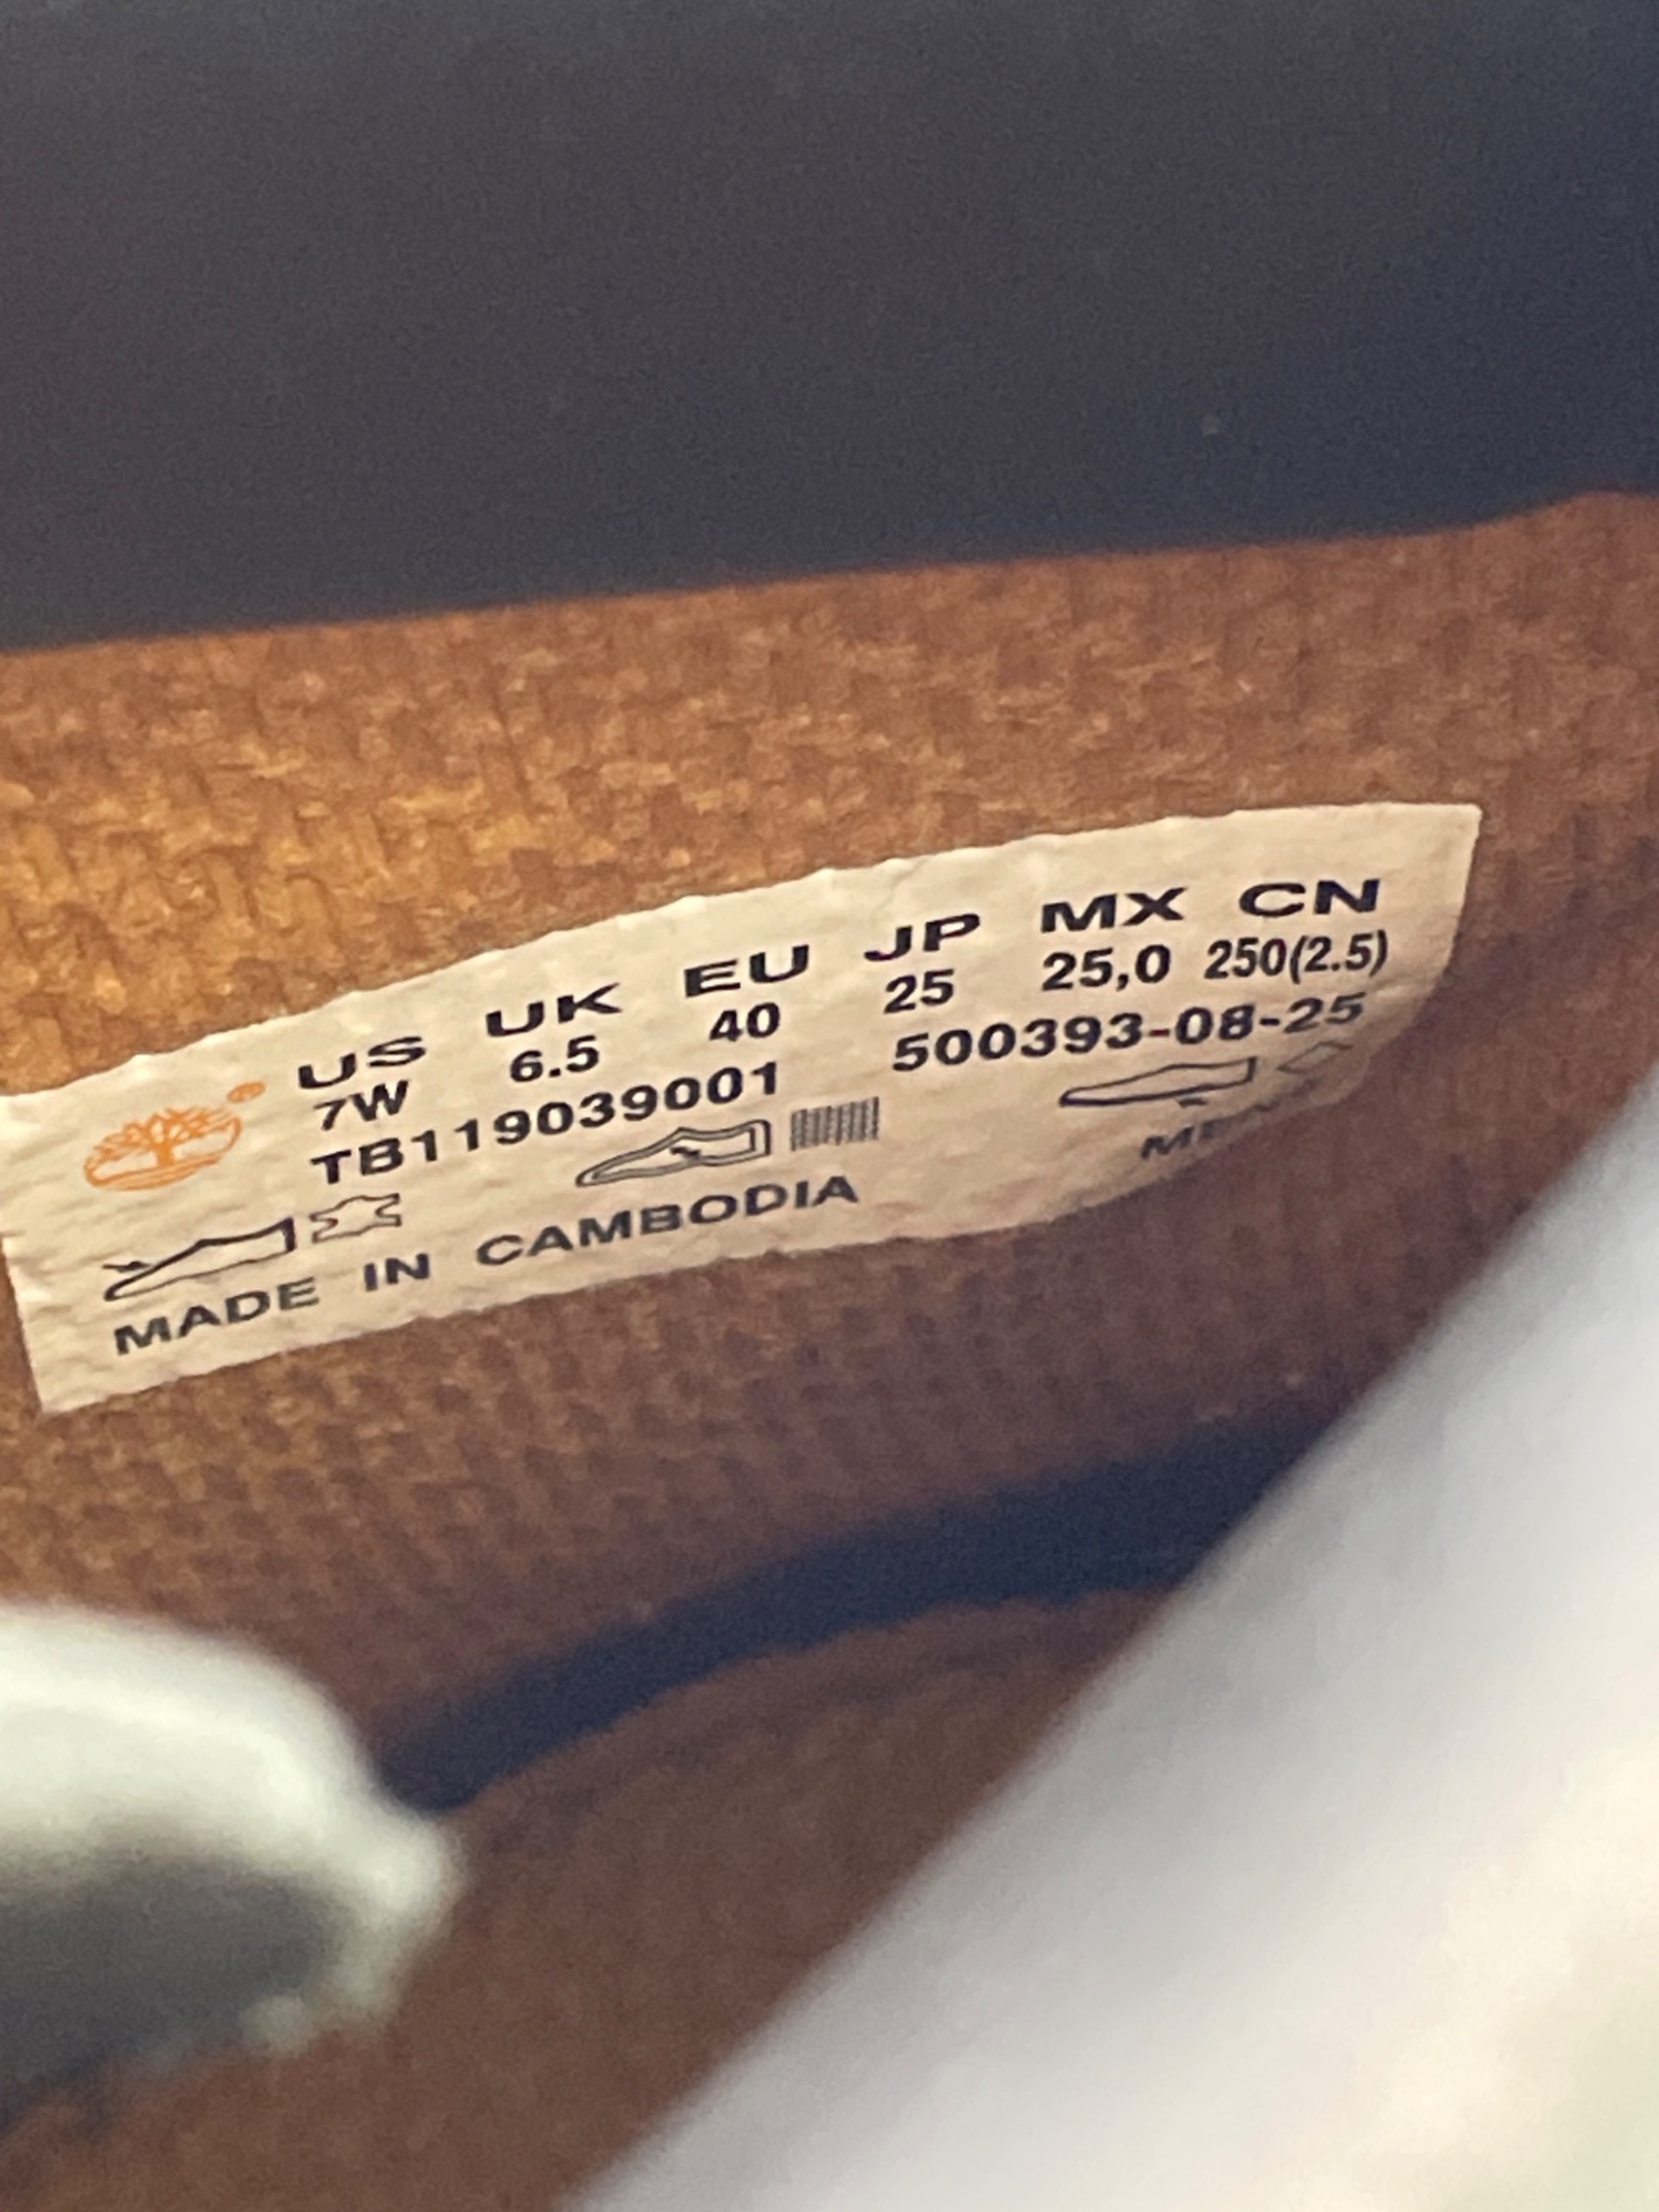 US UK EU JP MX CN
7W 6.5 40 25 25,0 250(2.5)
TB119039001 500393-08-25
MADE IN CAMBODIA